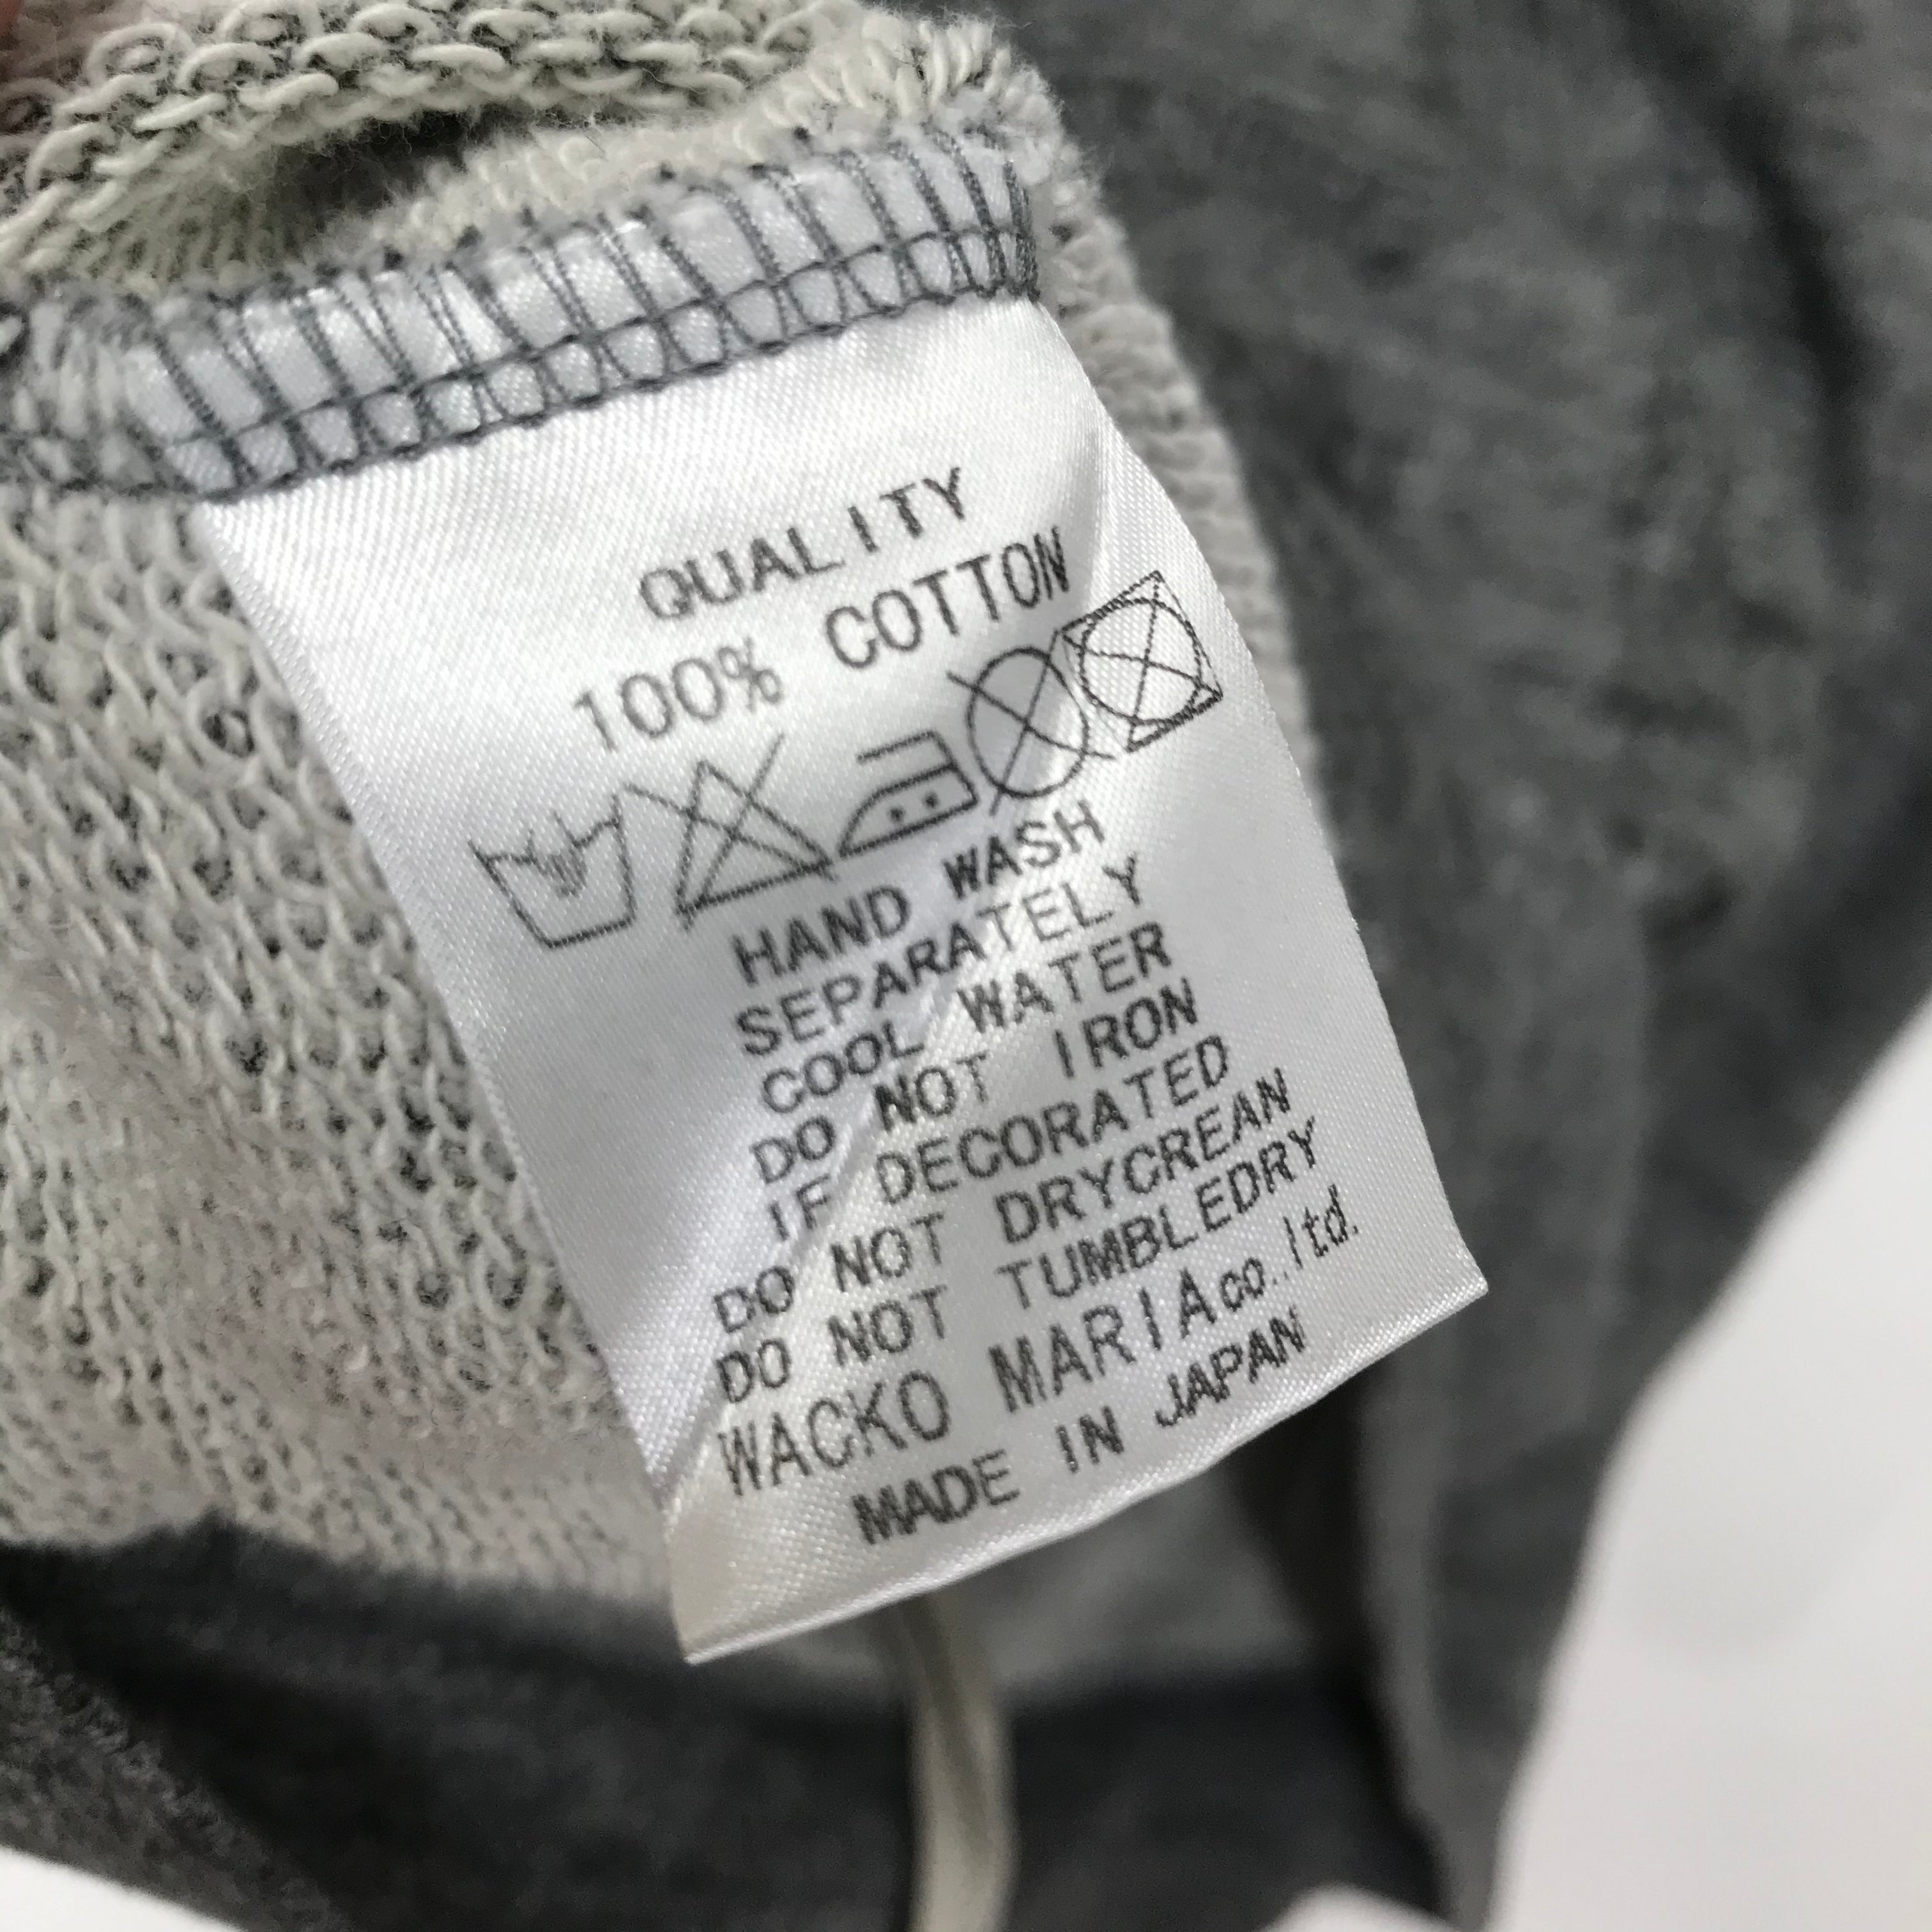 QUALITY
100% COTTON
HAND WASH
SEPARATELY
COOL WATER
DO NOT IRON
IF DECORATED
DO NOT DRYCREAN
DO NOT TUMBLEDRY
WACKO MARIA co.,ltd.
MADE IN JAPAN